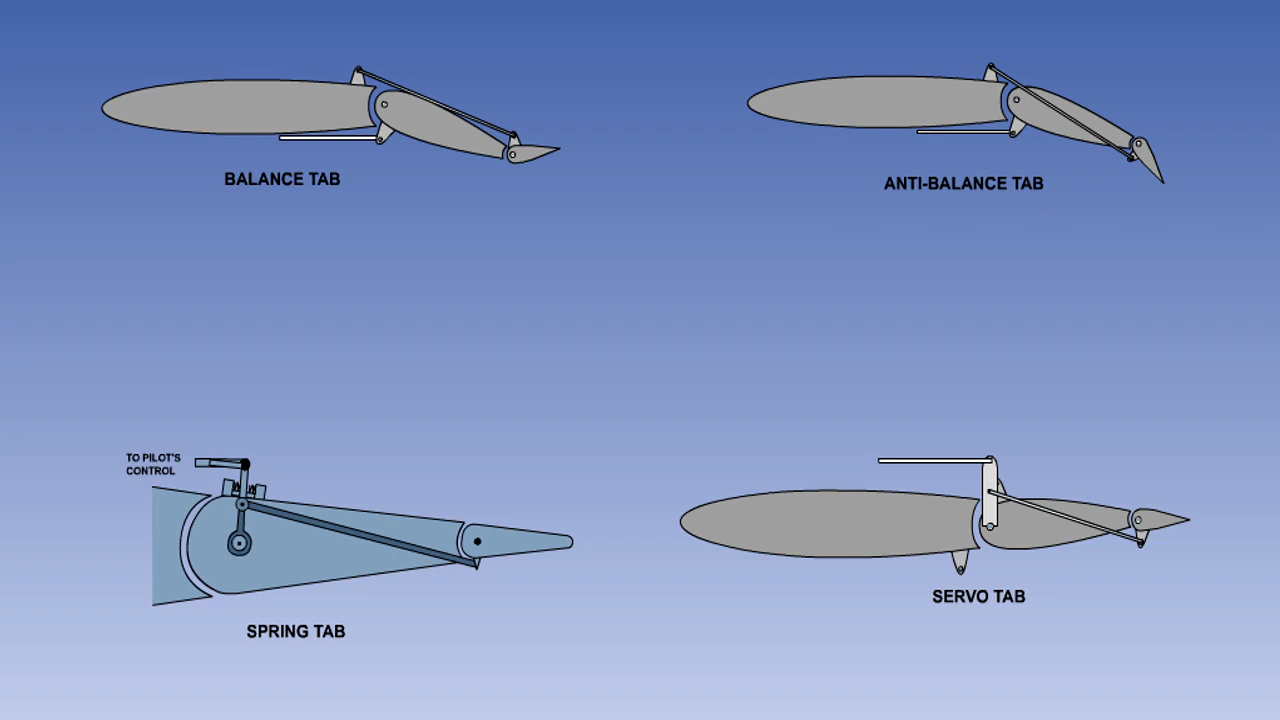 BALANCE TAB
ANTI-BALANCE TAB
TO PILOT'S
CONTROL
SPRING TAB
SERVO TAB